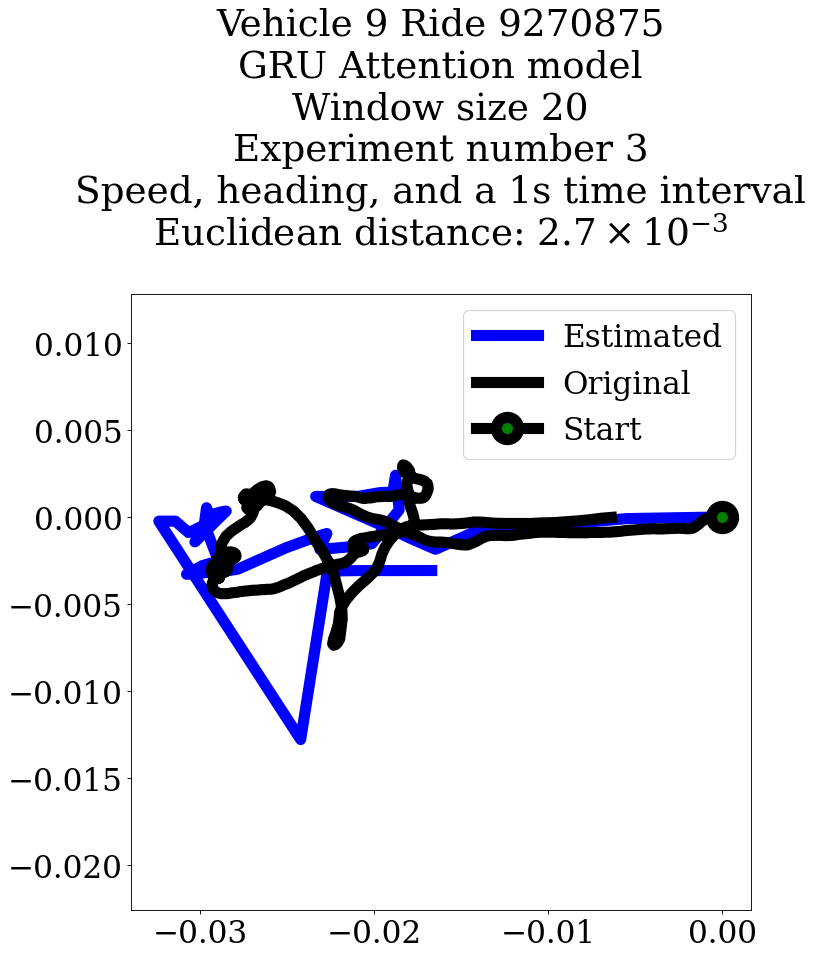 Vehicle 9 Ride 9270875
GRU Attention model
Window size 20
Experiment number 3
Speed, heading, and a 1s time interval
Euclidean distance: 2.7 × 10⁻³
Estimated
Original
Start
0.010
0.005
0.000
−0.005
−0.010
−0.015
−0.020
−0.03 −0.02 −0.01 0.00